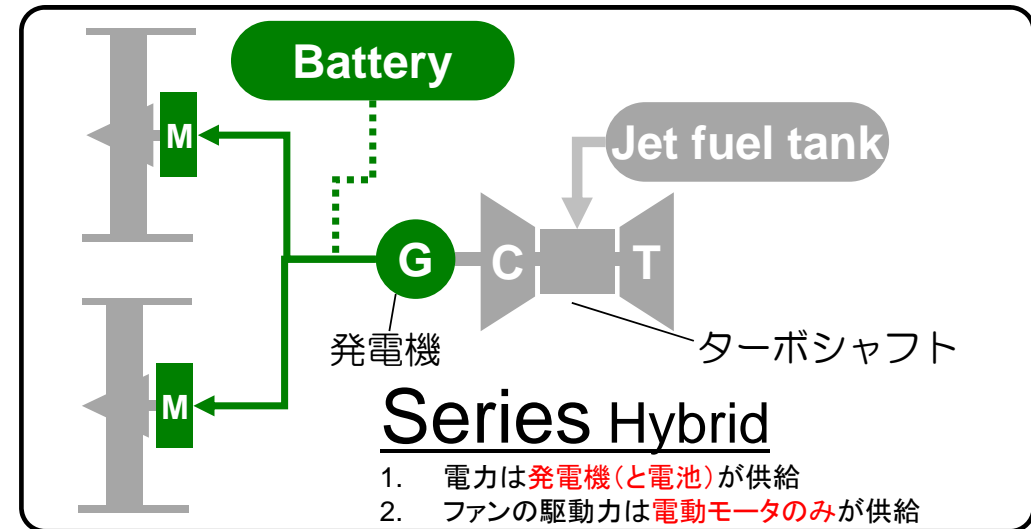 Battery
M
Jet fuel tank
G
C
T
発電機
ターボシャフト
M
Series Hybrid
1. 電力は発電機(と電池)が供給
2. ファンの駆動力は電動モータのみが供給